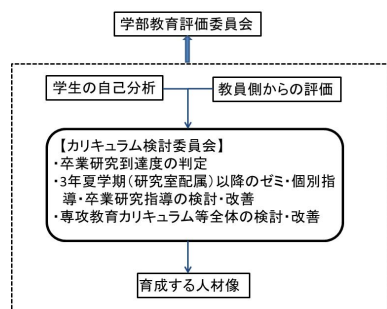 学部教育評価委員会
学生の自己分析
教員側からの評価
【カリキュラム検討委員会】
・卒業研究到達度の判定
・3年夏学期(研究室配属)以降のゼミ・個別指
導・卒業研究指導の検討・改善
・専攻教育カリキュラム等全体の検討・改善
育成する人材像